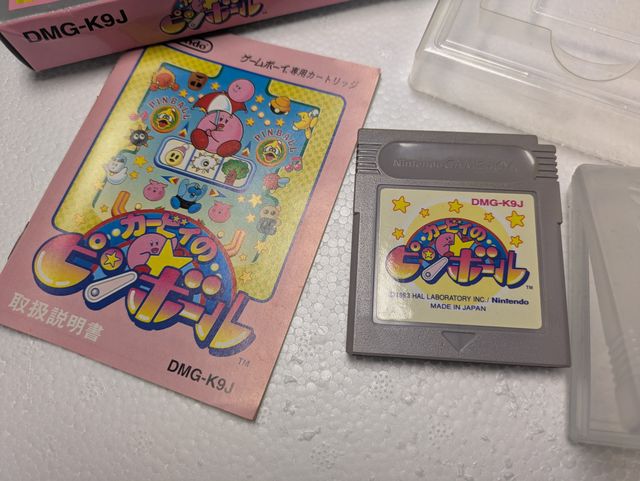 DMG-K9J
ゲームボーイ専用カートリッジ
PINBALL
PINBALL
カービィの
ピンボール
TM
取扱説明書
DMG-K9J
Nintendo GAME BOY
DMG-K9J
カービィの
ピンボール
TM
©1993 HAL LABORATORY INC./Nintendo
MADE IN JAPAN